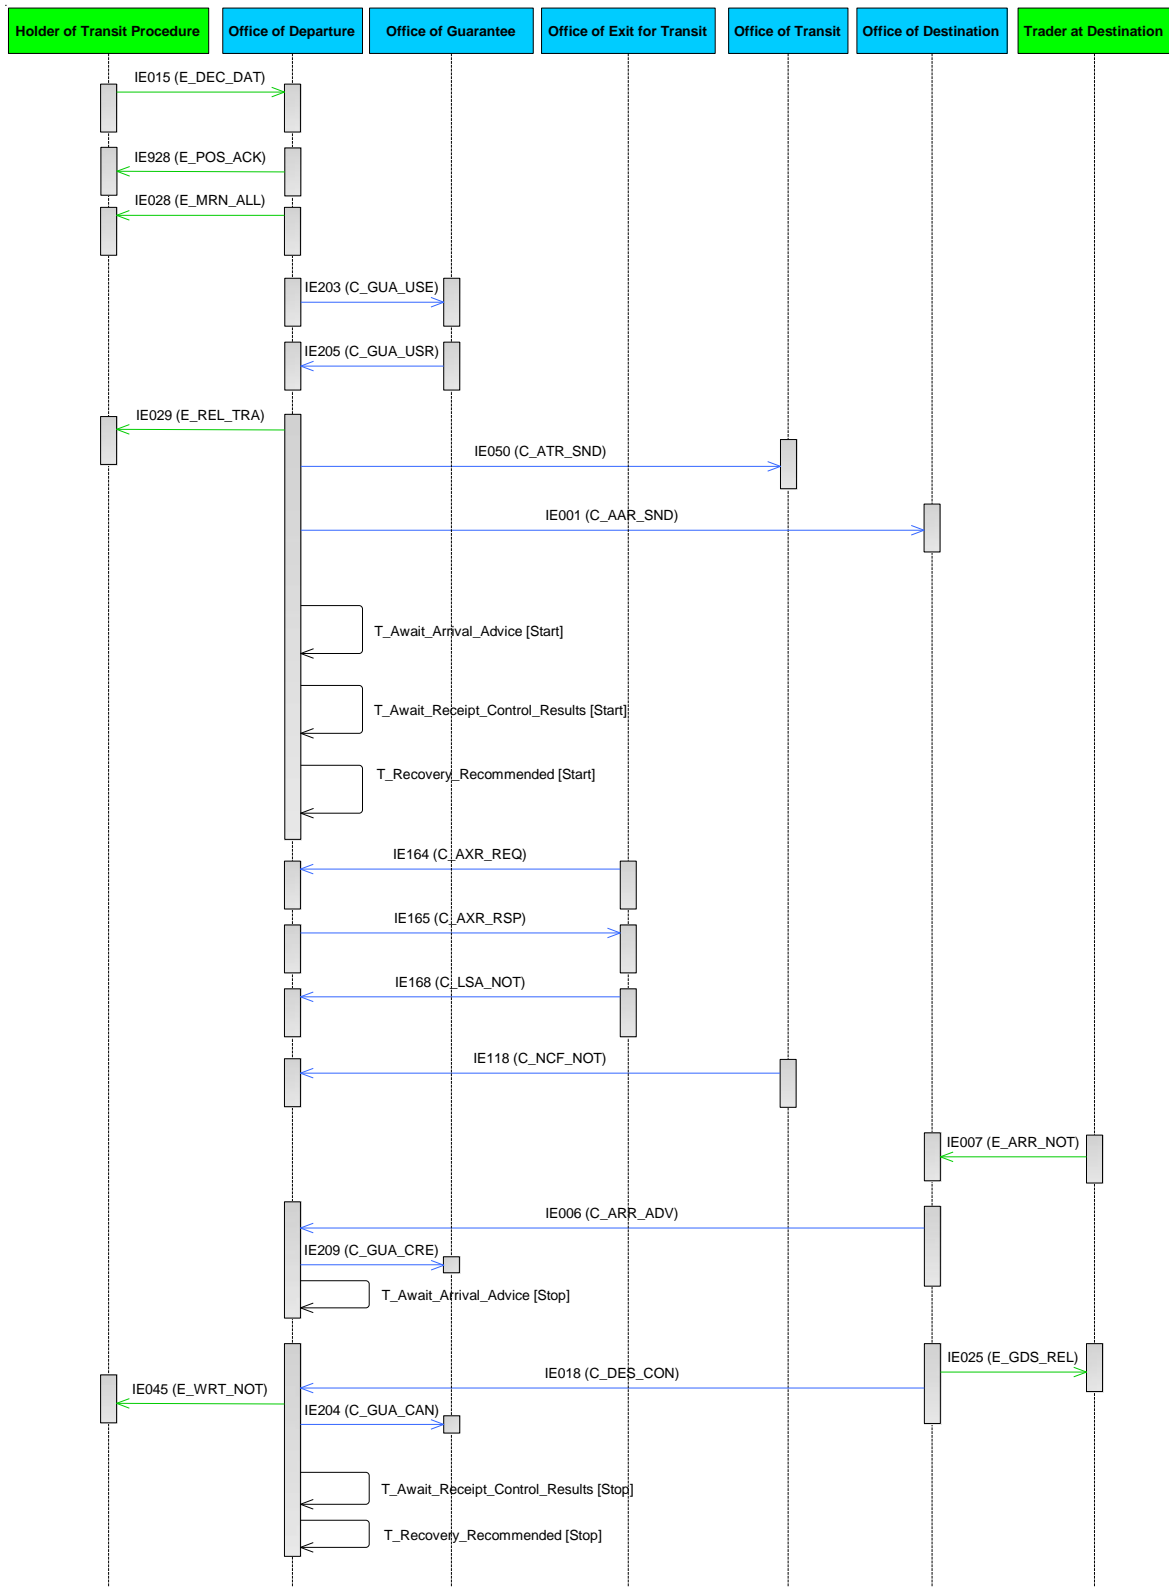 Holder of Transit Procedure
Office of Departure
Office of Guarantee
Office of Exit for Transit
Office of Transit
Office of Destination
Trader at Destination
IE015 (E_DEC_DAT)
IE928 (E_POS_ACK)
IE028 (E_MRN_ALL)
IE203 (C_GUA_USE)
IE205 (C_GUA_USR)
IE029 (E_REL_TRA)
IE050 (C_ATR_SND)
IE001 (C_AAR_SND)
T_Await_Arrival_Advice [Start]
T_Await_Receipt_Control_Results [Start]
T_Recovery_Recommended [Start]
IE164 (C_AXR_REQ)
IE165 (C_AXR_RSP)
IE168 (C_LSA_NOT)
IE118 (C_NCF_NOT)
IE007 (E_ARR_NOT)
IE006 (C_ARR_ADV)
IE209 (C_GUA_CRE)
T_Await_Arrival_Advice [Stop]
IE025 (E_GDS_REL)
IE018 (C_DES_CON)
IE045 (E_WRT_NOT)
IE204 (C_GUA_CAN)
T_Await_Receipt_Control_Results [Stop]
T_Recovery_Recommended [Stop]